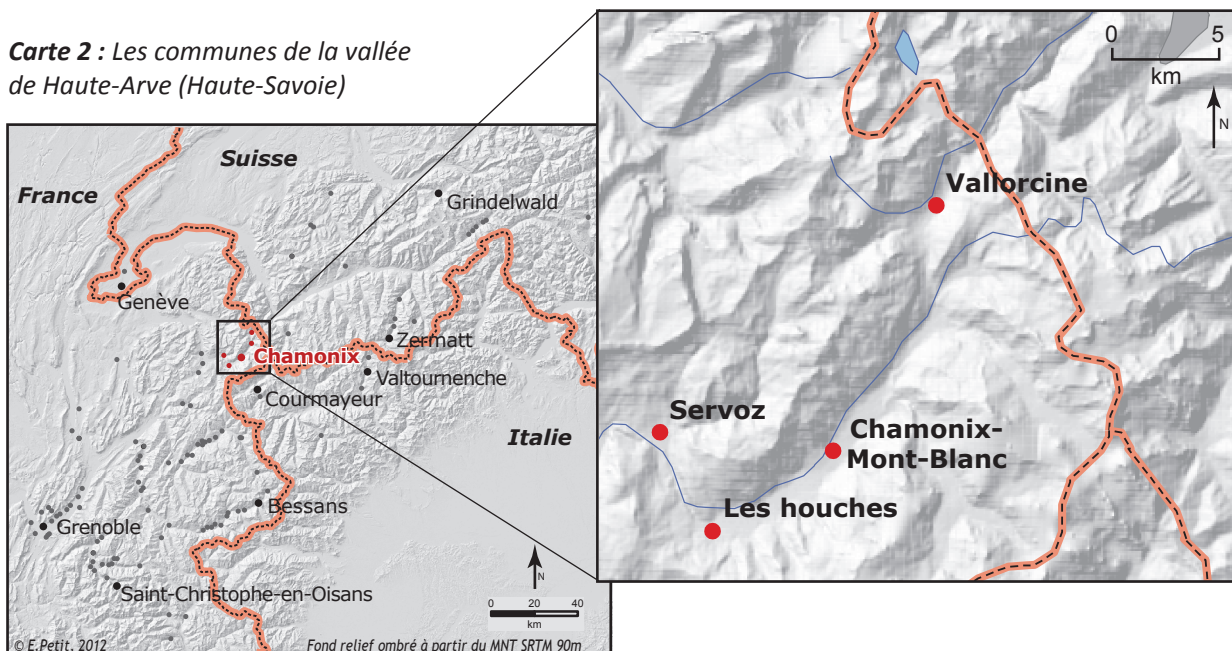 Carte 2 : Les communes de la vallée
de Haute-Arve (Haute-Savoie)
Suisse
France
Grindelwald
Genève
Zermatt
Chamonix
Valtournenche
Courmayeur
Italie
Bessans
Grenoble
Saint-Christophe-en-Oisans
N
0 20 40
km
© E.Petit, 2012
Fond relief ombré à partir du MNT SRTM 90m
0 5
km
N
Vallorcine
Servoz
Chamonix-
Mont-Blanc
Les houches